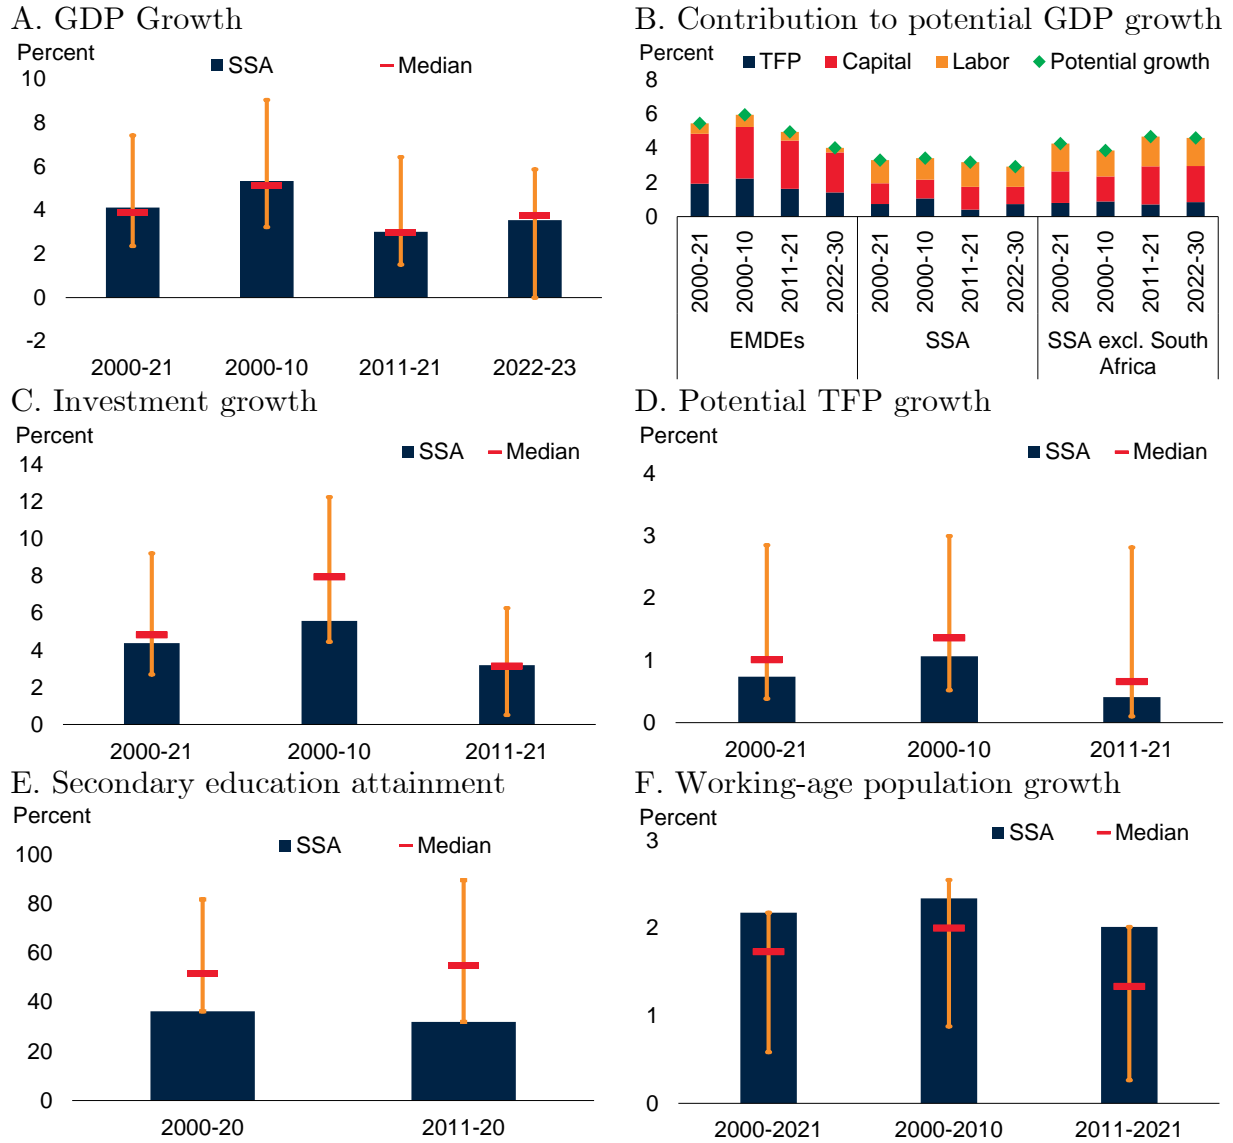 A. GDP Growth
Percent
SSA Median
10
8
6
4
2
0
-2
2000-21 2000-10 2011-21 2022-23
B. Contribution to potential GDP growth
Percent
TFP Capital Labor Potential growth
8
6
4
2
0
2000-21 2000-10 2011-21 2022-30 2000-21 2000-10 2011-21 2022-30 2000-21 2000-10 2011-21 2022-30
EMDEs SSA SSA excl. South
Africa
C. Investment growth
Percent
SSA Median
14
12
10
8
6
4
2
0
2000-21 2000-10 2011-21
D. Potential TFP growth
Percent
SSA Median
4
3
2
1
0
2000-21 2000-10 2011-21
E. Secondary education attainment
Percent
SSA Median
100
80
60
40
20
0
2000-20 2011-20
F. Working-age population growth
Percent
SSA Median
3
2
1
0
2000-2021 2000-2010 2011-2021